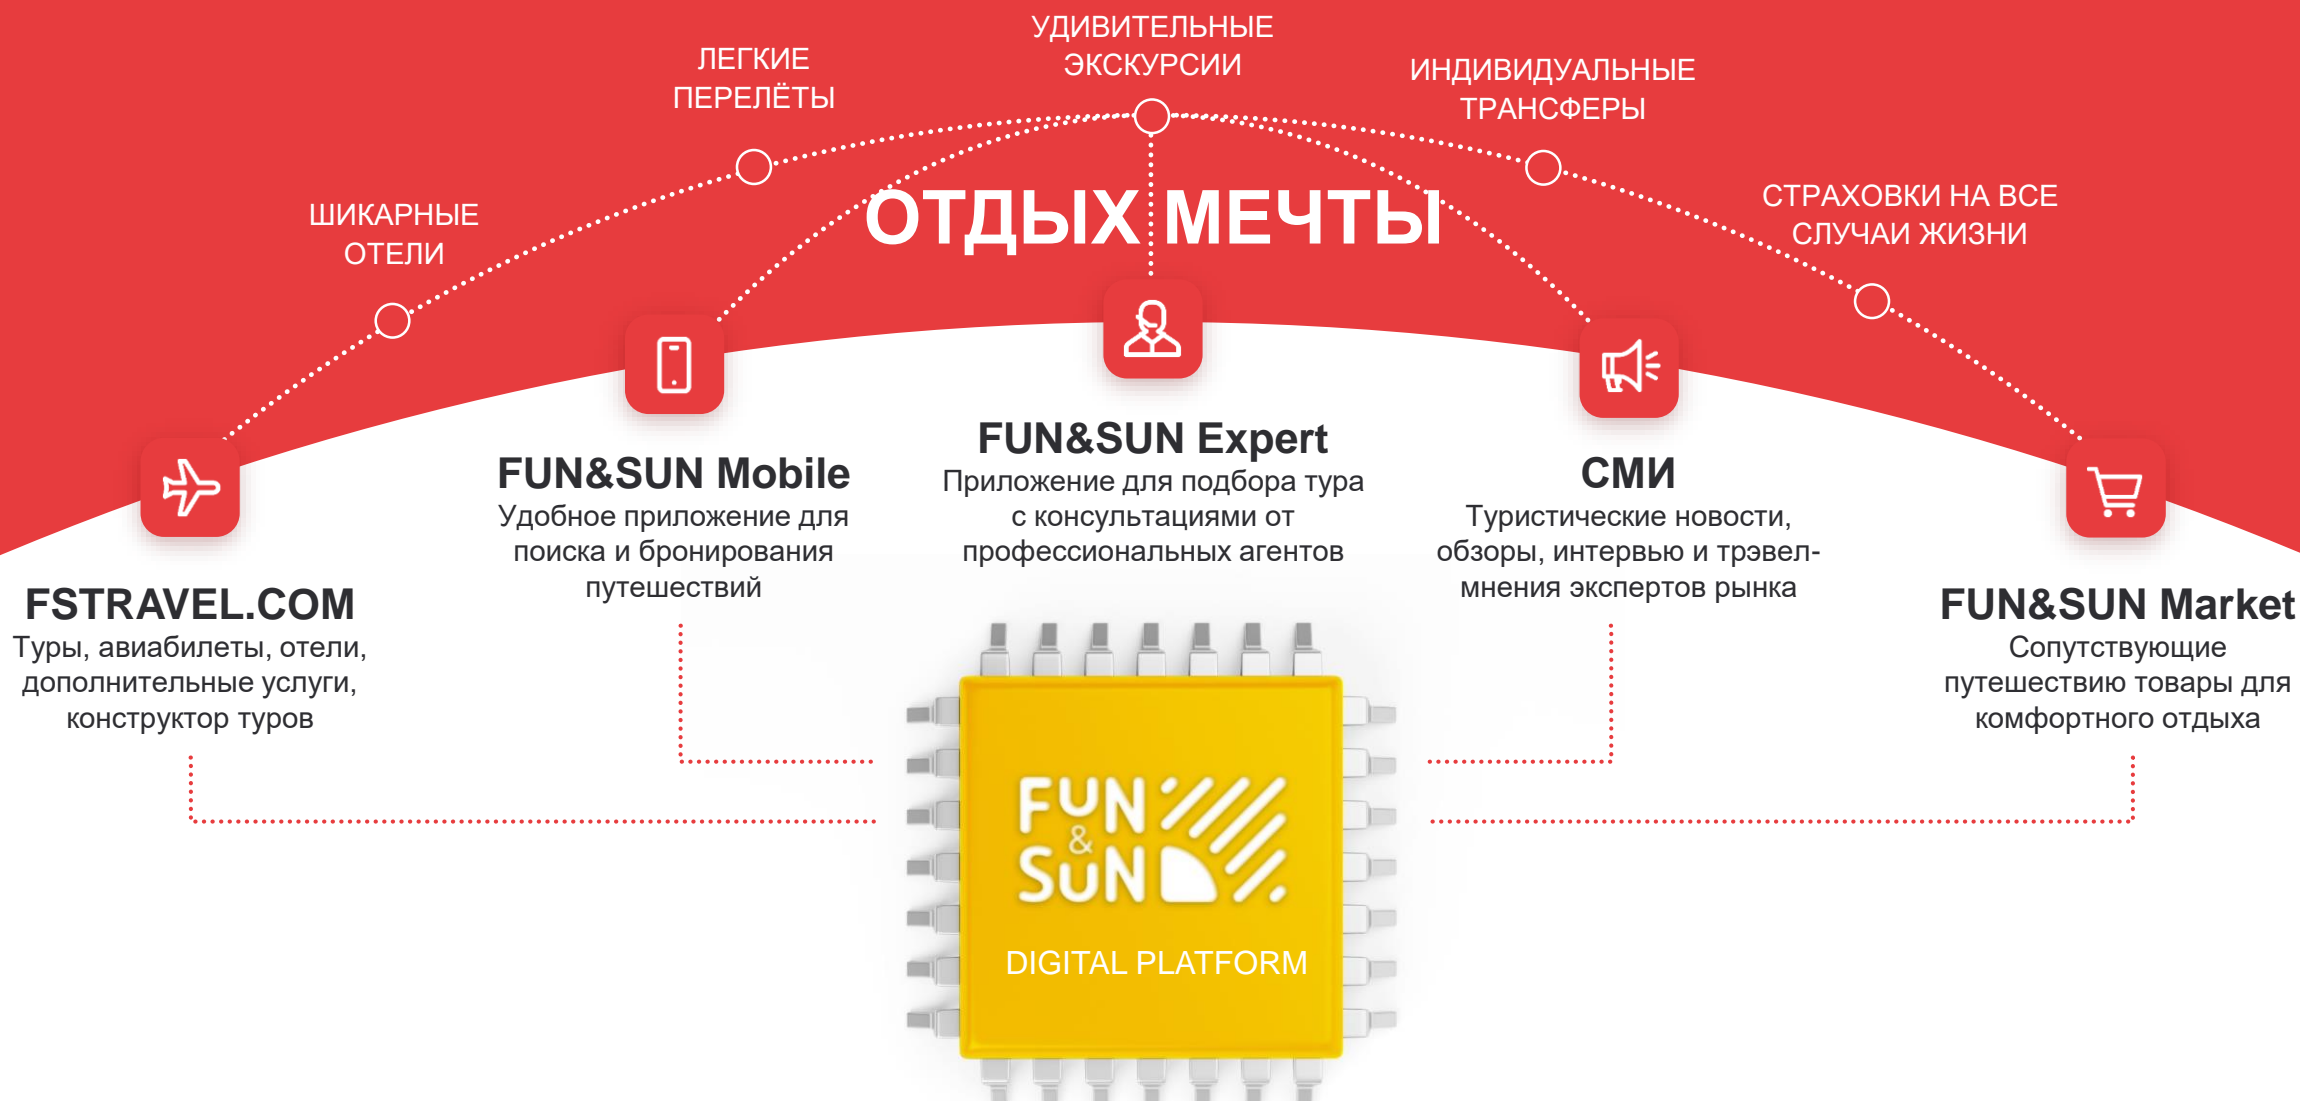 УДИВИТЕЛЬНЫЕ
ЭКСКУРСИИ
ЛЕГКИЕ
ПЕРЕЛЁТЫ
ИНДИВИДУАЛЬНЫЕ
ТРАНСФЕРЫ
ШИКАРНЫЕ
ОТЕЛИ
ОТДЫХ МЕЧТЫ
СТРАХОВКИ НА ВСЕ
СЛУЧАИ ЖИЗНИ
FSTRAVEL.COM
Туры, авиабилеты, отели,
дополнительные услуги,
конструктор туров
FUN&SUN Mobile
Удобное приложение для
поиска и бронирования
путешествий
FUN&SUN Expert
Приложение для подбора тура
с консультациями от
профессиональных агентов
СМИ
Туристические новости,
обзоры, интервью и трэвел-
мнения экспертов рынка
FUN&SUN Market
Сопутствующие
путешествию товары для
комфортного отдыха
FUN
&
SUN
DIGITAL PLATFORM